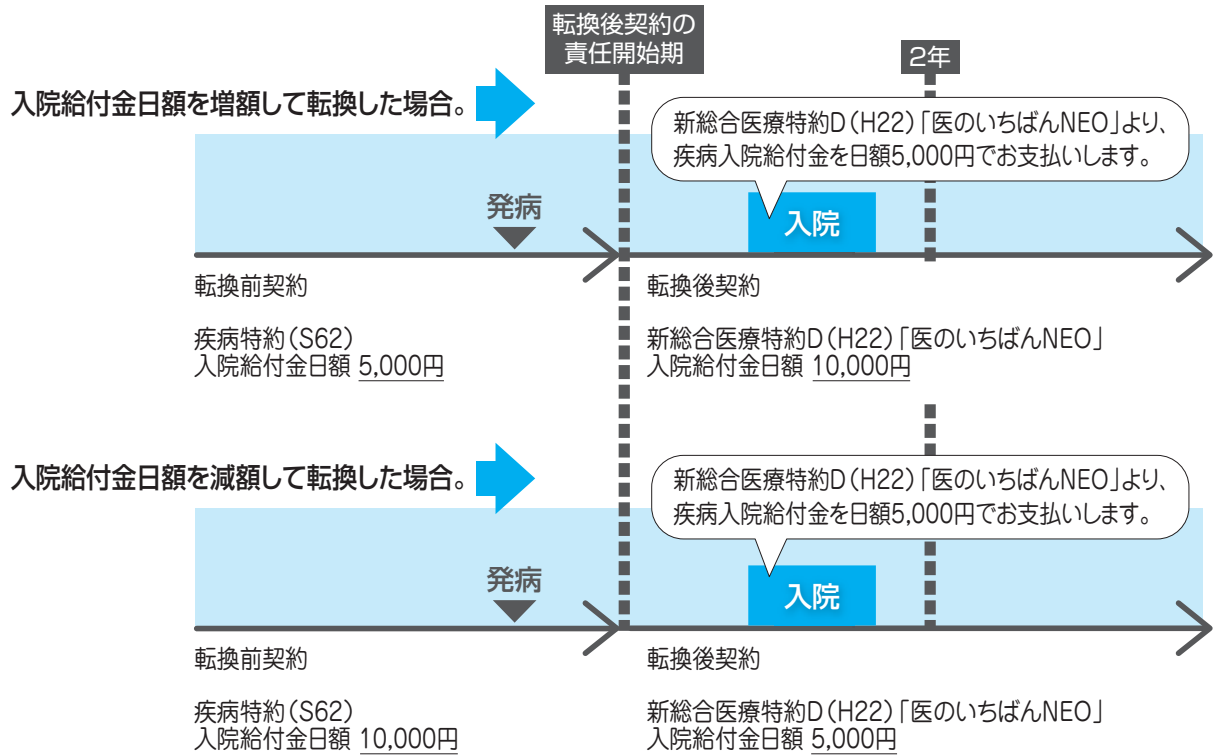 転換後契約の
責任開始期
2年
入院給付金日額を増額して転換した場合。
新総合医療特約D(H22)「医のいちばんNEO」より、
疾病入院給付金を日額5,000円でお支払いします。
発病
入院
転換前契約
疾病特約(S62)
入院給付金日額 5,000円
転換後契約
新総合医療特約D(H22)「医のいちばんNEO」
入院給付金日額 10,000円
入院給付金日額を減額して転換した場合。
新総合医療特約D(H22)「医のいちばんNEO」より、
疾病入院給付金を日額5,000円でお支払いします。
発病
入院
転換前契約
疾病特約(S62)
入院給付金日額 10,000円
転換後契約
新総合医療特約D(H22)「医のいちばんNEO」
入院給付金日額 5,000円